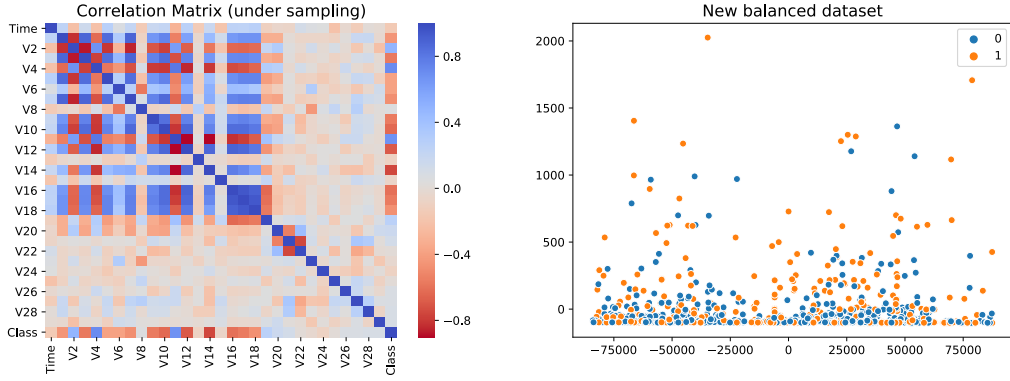 Correlation Matrix (under sampling)
Time
V2
V4
V6
V8
V10
V12
V14
V16
V18
V20
V22
V24
V26
V28
Class
Time
V2
V4
V6
V8
V10
V12
V14
V16
V18
V20
V22
V24
V26
V28
Class
0.8
0.4
0.0
−0.4
−0.8
New balanced dataset
2000
1500
1000
500
0
−75000
−50000
−25000
0
25000
50000
75000
0
1